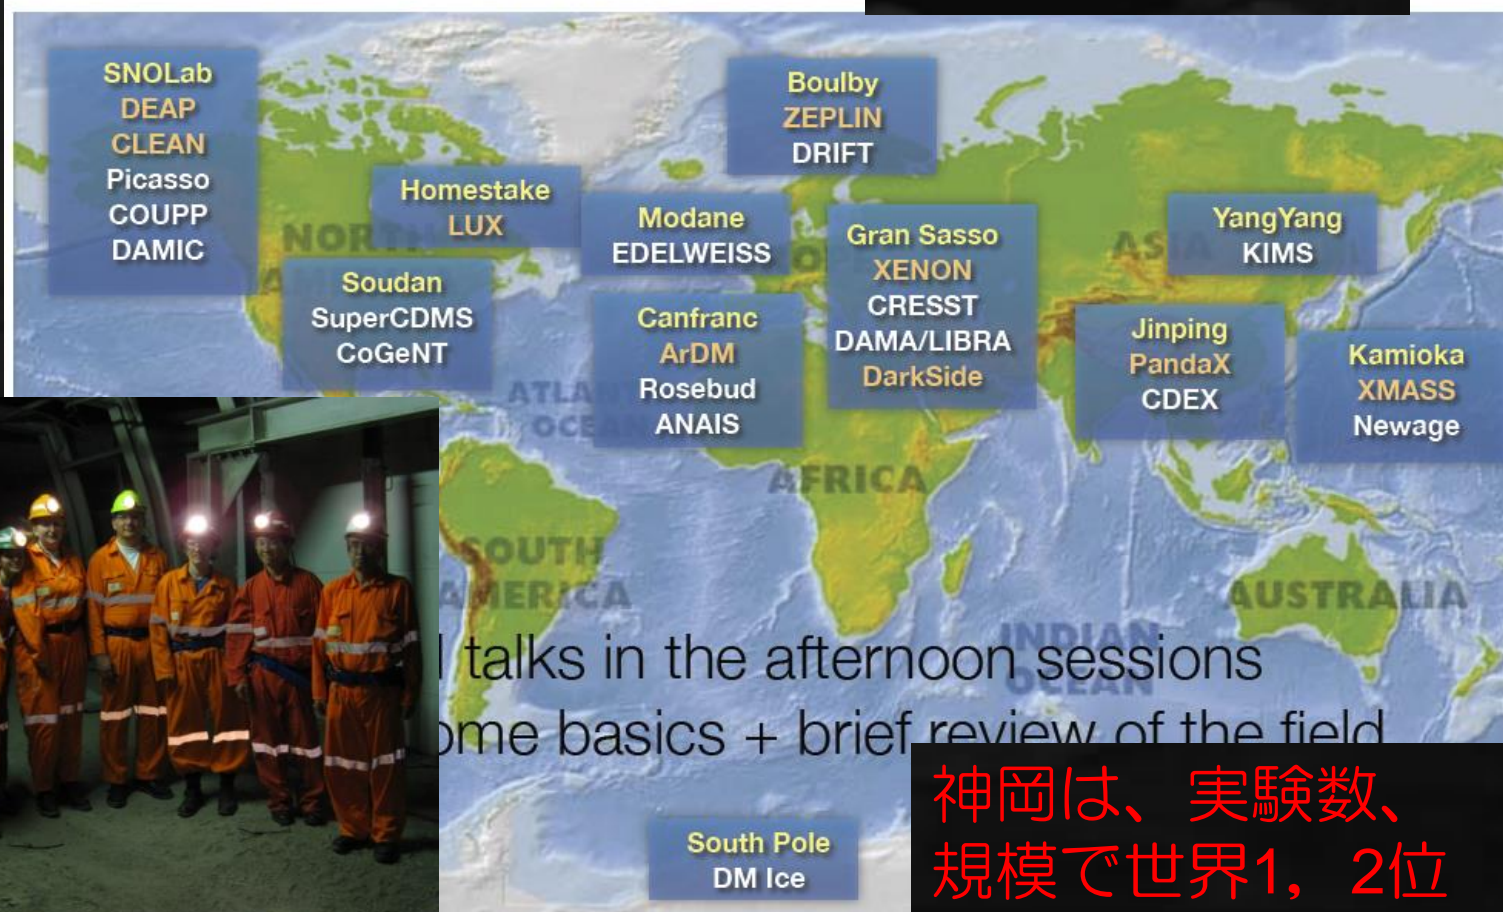 SNOLab
DEAP
CLEAN
Picasso
COUPP
DAMIC
Homestake
LUX
Soudan
SuperCDMS
CoGeNT
Boulby
ZEPLIN
DRIFT
Modane
EDELWEISS
Canfranc
ArDM
Rosebud
ANAIS
Gran Sasso
XENON
CRESST
DAMA/LIBRA
DarkSide
YangYang
KIMS
Jinping
PandaX
CDEX
Kamioka
XMASS
Newage
ASIA
AFRICA
SOUTH
AMERICA
AUSTRALIA
INDIAN
OCEAN
talks in the afternoon sessions
basics + brief review of the field
South Pole
DM Ice
神岡は、実験数、
規模で世界1，2位